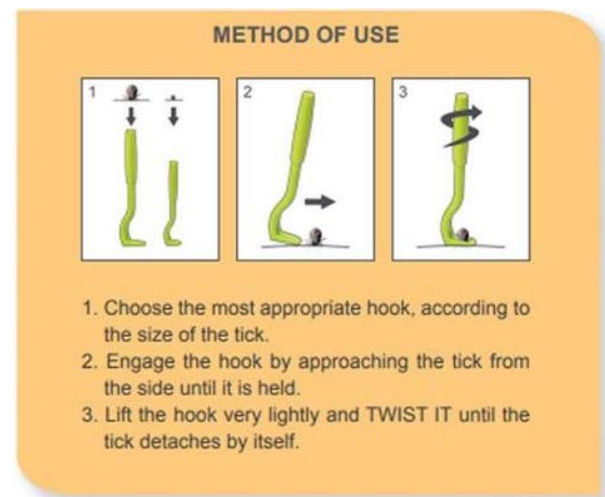 METHOD OF USE
1
2
3
1. Choose the most appropriate hook, according to
the size of the tick.
2. Engage the hook by approaching the tick from
the side until it is held.
3. Lift the hook very lightly and TWIST IT until the
tick detaches by itself.